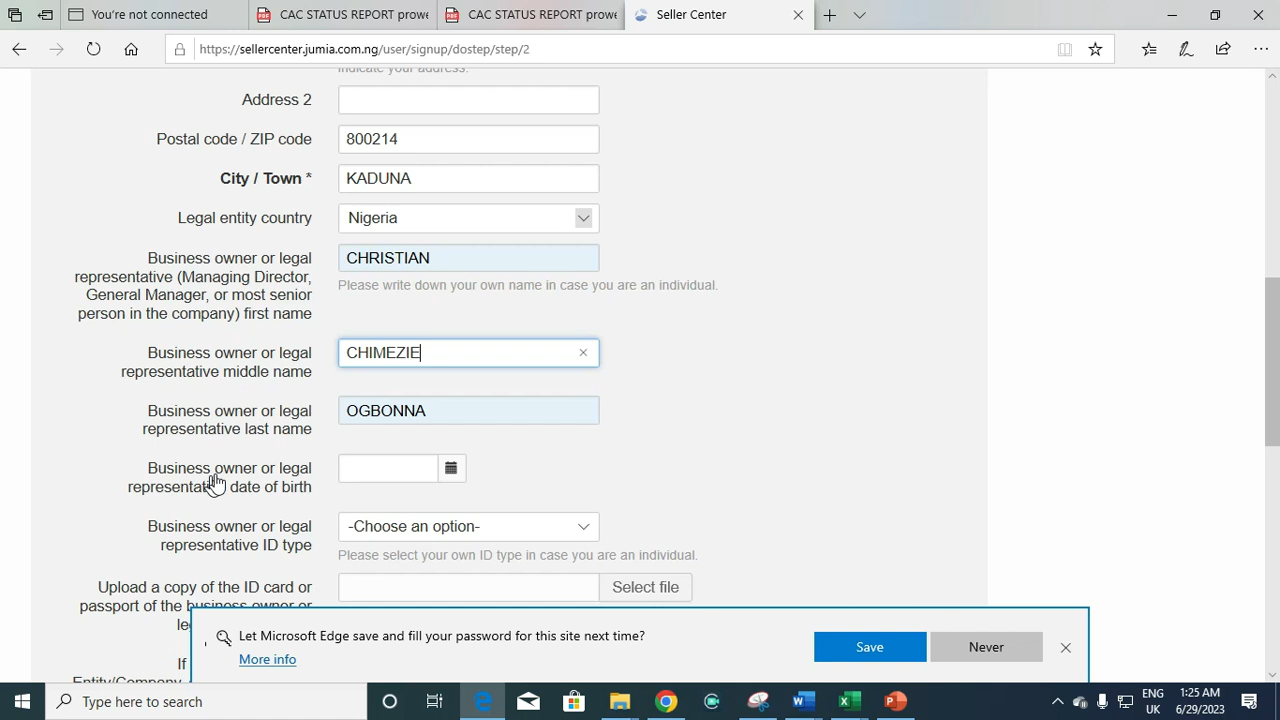 You're not connected
CAC STATUS REPORT prowe
CAC STATUS REPORT prowe
Seller Center
https://sellercenter.jumia.com.ng/user/signup/dostep/step/2
indicate your address.
Address 2
Postal code / ZIP code
800214
City / Town *
KADUNA
Legal entity country
Nigeria
Business owner or legal
representative (Managing Director,
General Manager, or most senior
person in the company) first name
CHRISTIAN
Please write down your own name in case you are an individual.
Business owner or legal
representative middle name
CHIMEZIE
Business owner or legal
representative last name
OGBONNA
Business owner or legal
representative date of birth
Business owner or legal
representative ID type
-Choose an option-
Please select your own ID type in case you are an individual.
Upload a copy of the ID card or
passport of the business owner or
Select file
If
Entity/Company
Let Microsoft Edge save and fill your password for this site next time?
More info
Save
Never
Type here to search
ENG
UK
1:25 AM
6/29/2023